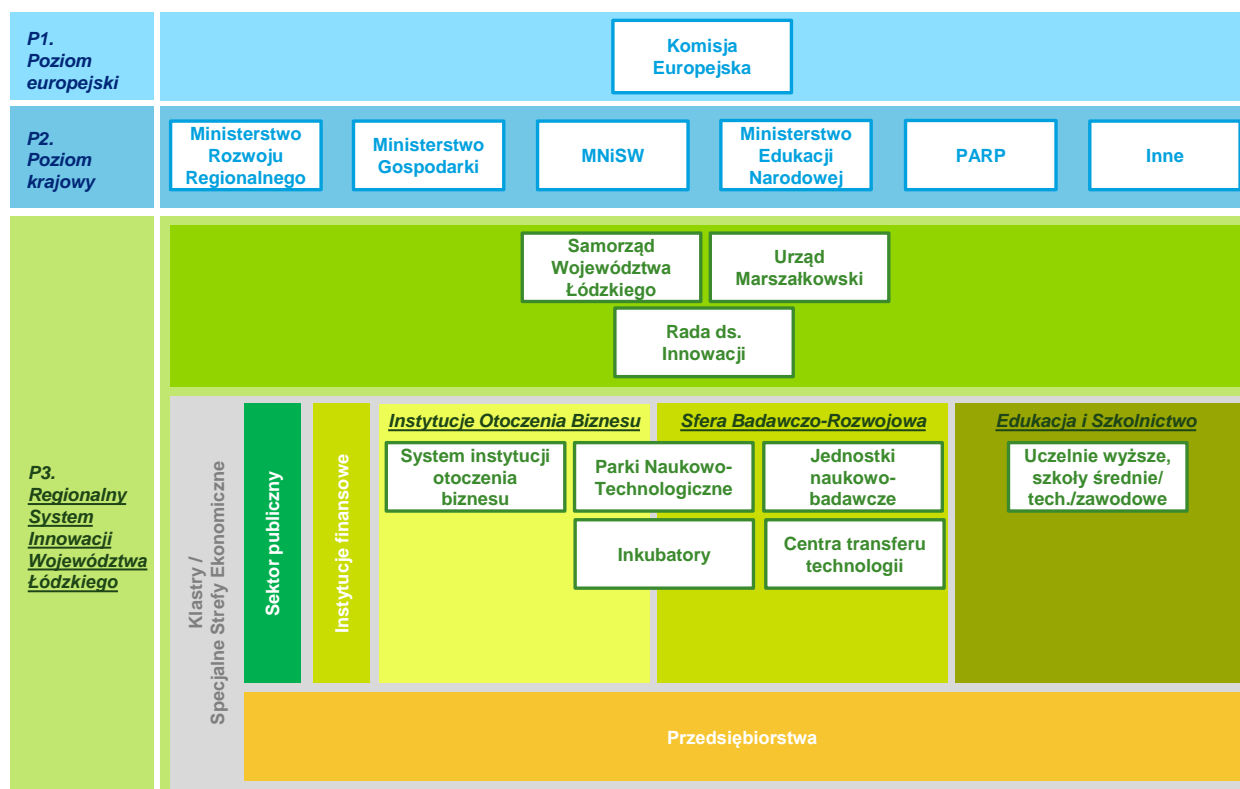 P1.
Poziom
europejski
Komisja
Europejska
P2.
Poziom
krajowy
Ministerstwo
Rozwoju
Regionalnego
Ministerstwo
Gospodarki
MNiSW
Ministerstwo
Edukacji
Narodowej
PARP
Inne
P3.
Regionalny
System
Innowacji
Województwa
Łódzkiego
Samorząd
Województwa
Łódzkiego
Urząd
Marszałkowski
Rada ds.
Innowacji
Klastry /
Specjalne Strefy Ekonomiczne
Sektor publiczny
Instytucje finansowe
Instytucje Otoczenia Biznesu
System instytucji
otoczenia
biznesu
Parki Naukowo-
Technologiczne
Inkubatory
Sfera Badawczo-Rozwojowa
Jednostki
naukowo-
badawcze
Centra transferu
technologii
Edukacja i Szkolnictwo
Uczelnie wyższe,
szkoły średnie/
tech./zawodowe
Przedsiębiorstwa